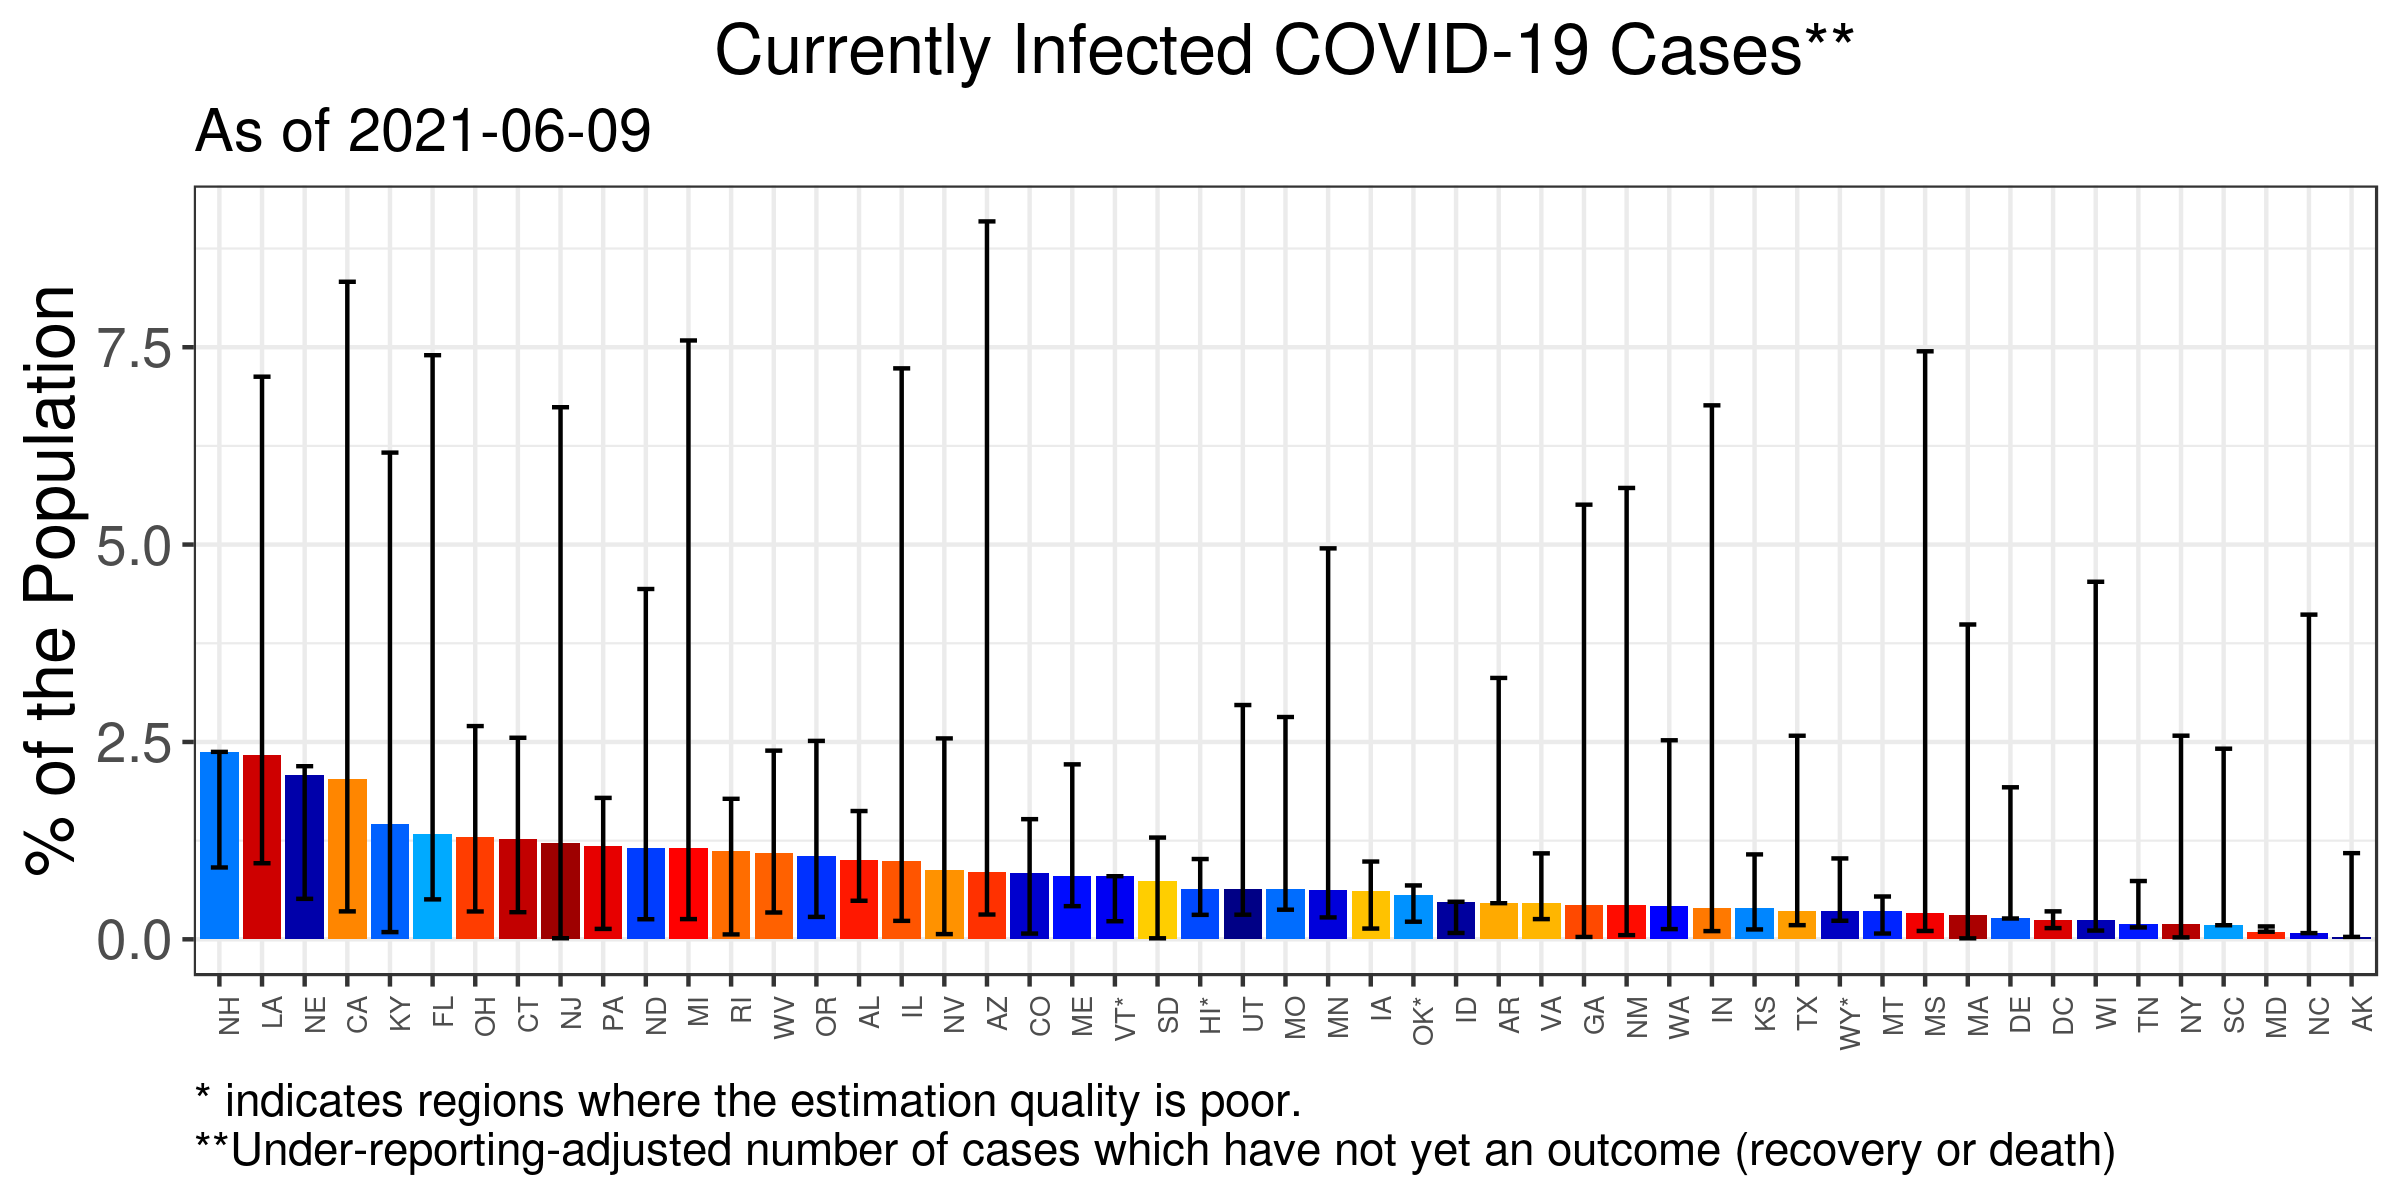 Currently Infected COVID-19 Cases**
As of 2021-06-09
% of the Population
7.5
5.0
2.5
0.0
NH LA NE CA KY FL OH CT NJ PA ND MI RI WV OR AL IL NV AZ CO ME VT* SD HI* UT MO MN IA OK* ID AR VA GA NM WA IN KS TX WY* MT MS MA DE DC WI TN NY SC MD NC AK
* indicates regions where the estimation quality is poor.
**Under-reporting-adjusted number of cases which have not yet an outcome (recovery or death)